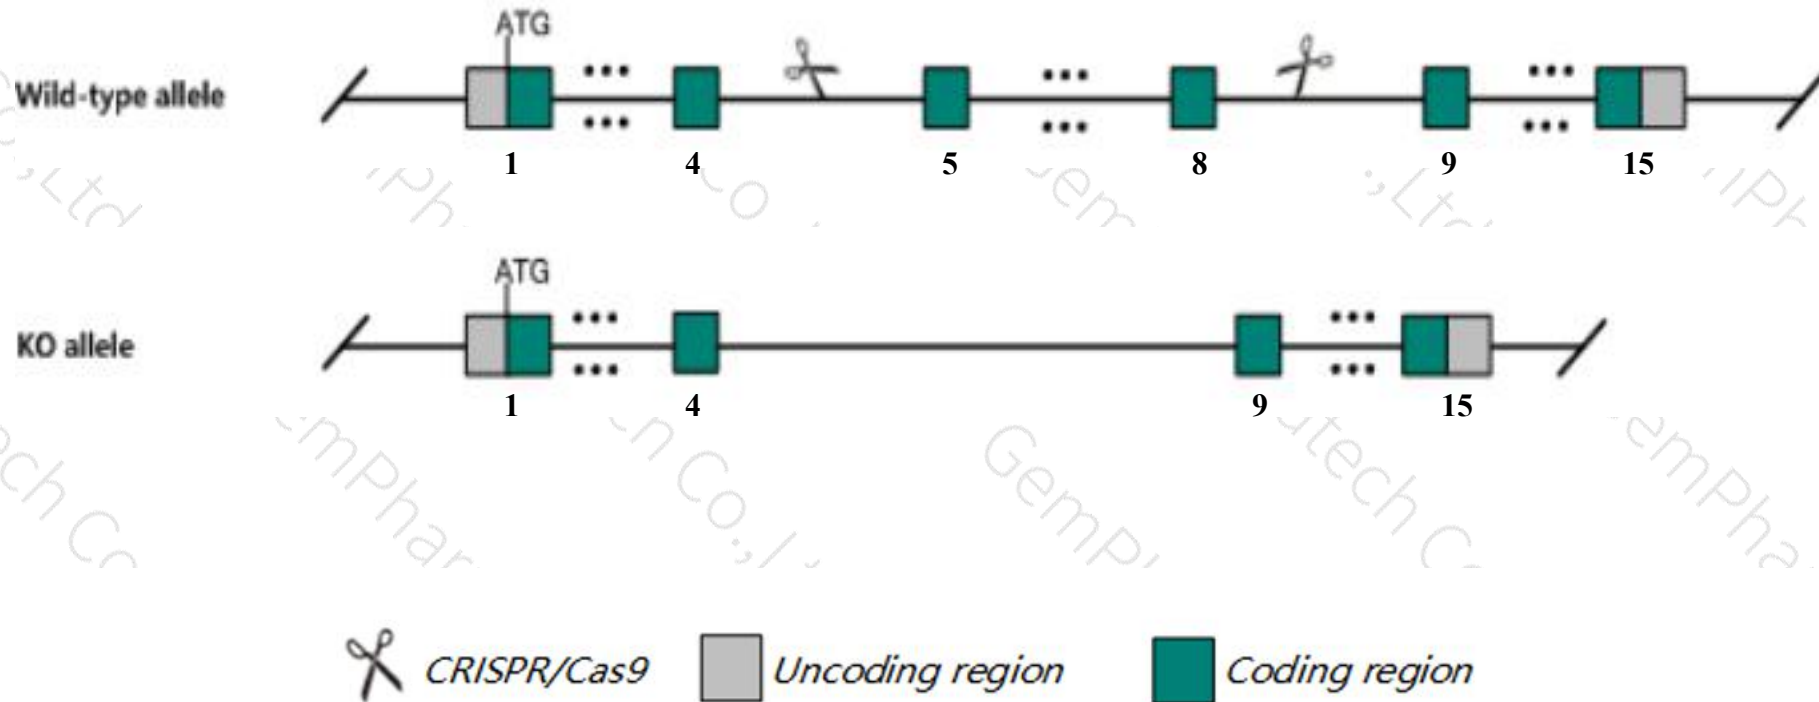 ATG
Wild-type allele
... ... ...
... ... ...
1 4 5 8 9 15
ATG
KO allele
... ...
... ...
1 4 9 15
GemPh
CRISPR/Cas9 Uncoding region Coding region